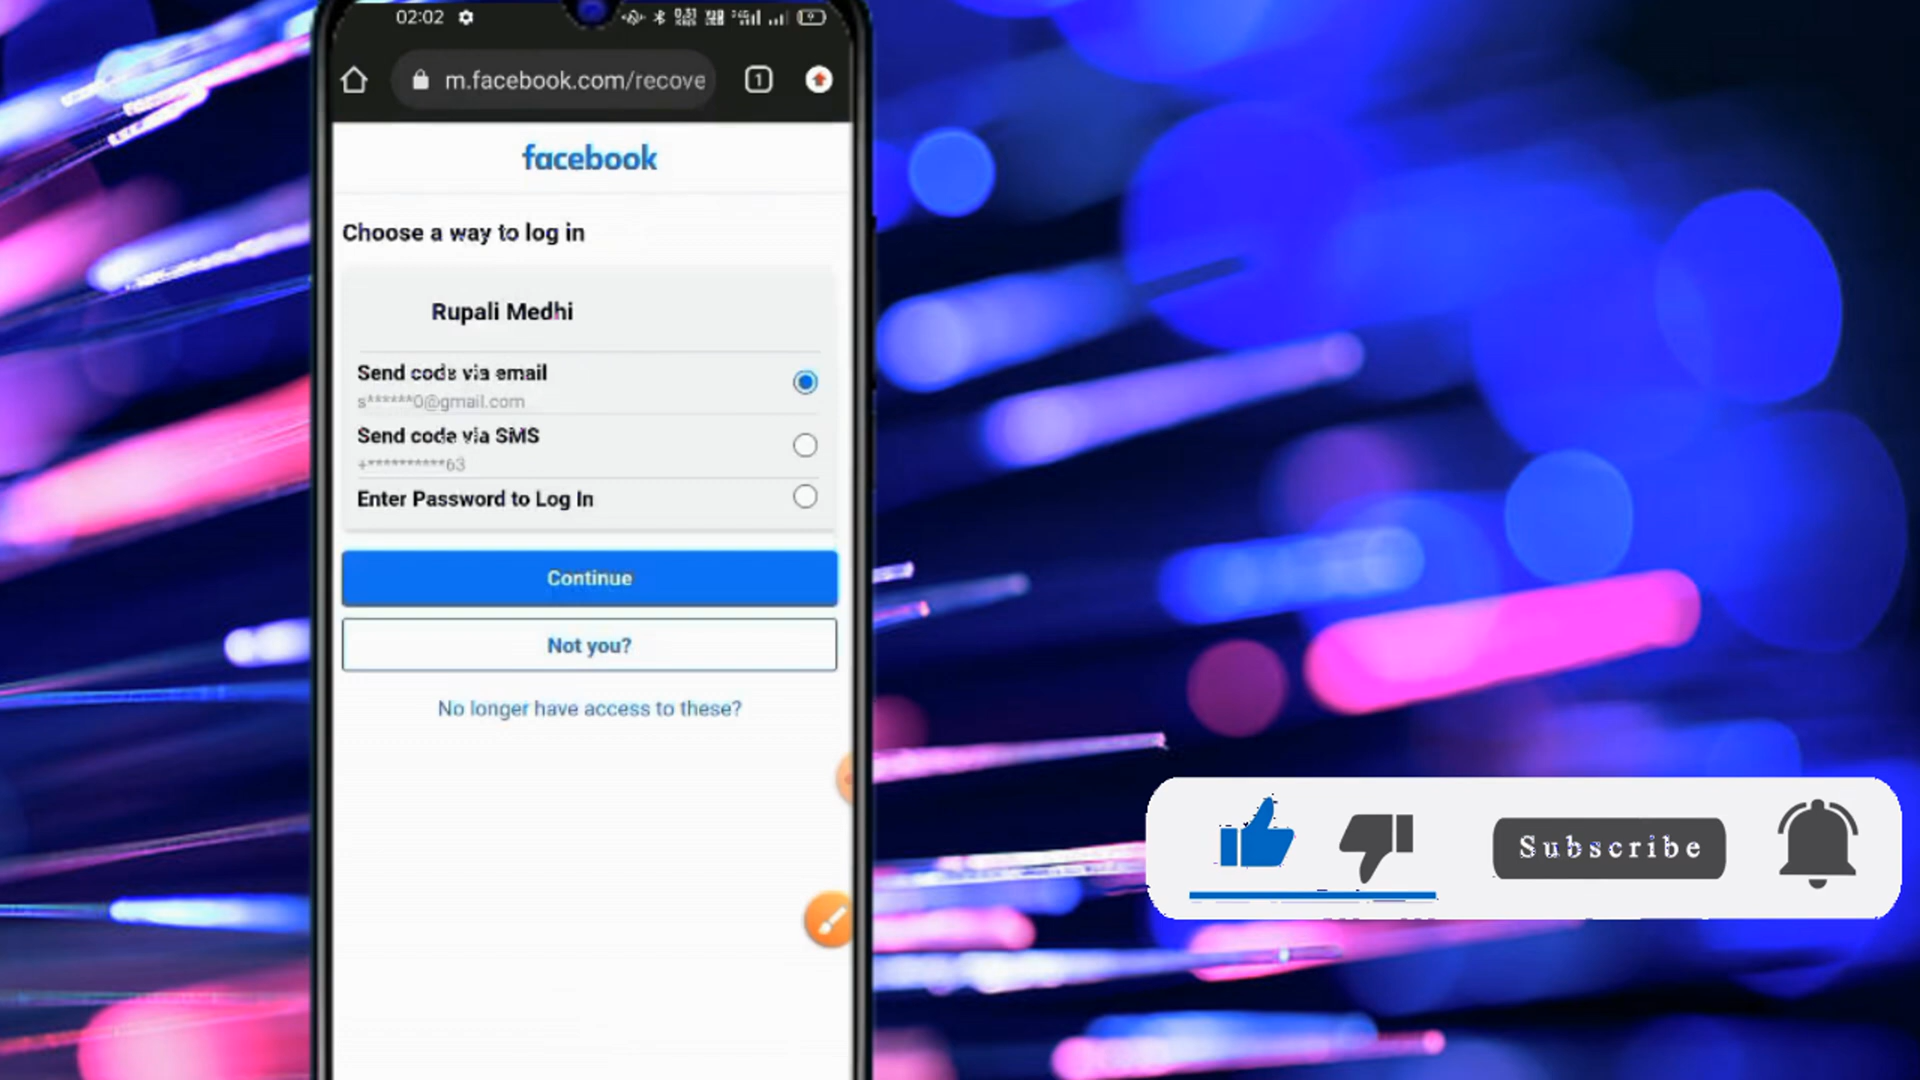 02:02
m.facebook.com/recove
1
facebook
Choose a way to log in
Rupali Medhi
Send code via email
s******0@gmail.com
Send code via SMS
+**********63
Enter Password to Log In
Continue
Not you?
No longer have access to these?
Subscribe